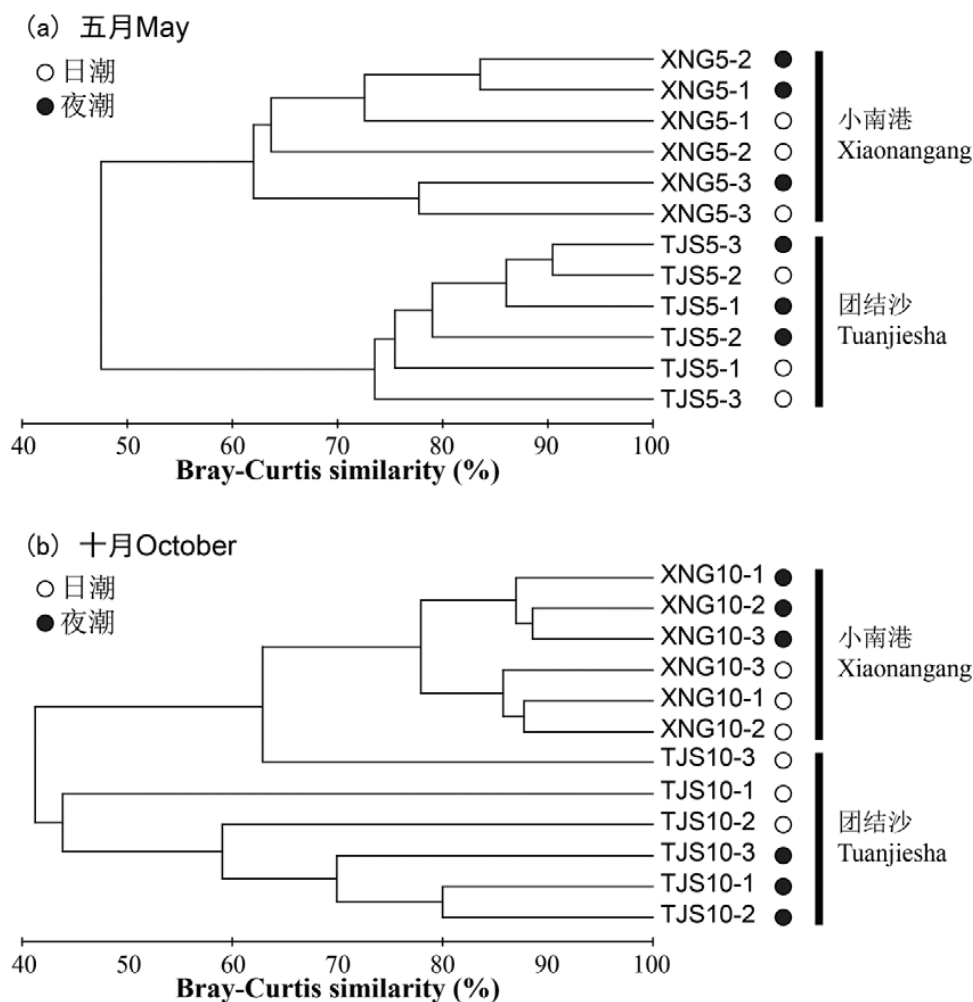 (a) 五月May
○日潮
●夜潮
XNG5-2 ●
XNG5-1 ●
XNG5-1 ○
XNG5-2 ○
XNG5-3 ●
XNG5-3 ○
小南港
Xiaonangang
TJS5-3 ●
TJS5-2 ○
TJS5-1 ●
TJS5-2 ●
TJS5-1 ○
TJS5-3 ○
团结沙
Tuanjiesha
40 50 60 70 80 90 100
Bray-Curtis similarity (%)
(b) 十月October
○日潮
●夜潮
XNG10-1 ●
XNG10-2 ●
XNG10-3 ●
XNG10-3 ○
XNG10-1 ○
XNG10-2 ○
小南港
Xiaonangang
TJS10-3 ○
TJS10-1 ○
TJS10-2 ○
TJS10-3 ●
TJS10-1 ●
TJS10-2 ●
团结沙
Tuanjiesha
40 50 60 70 80 90 100
Bray-Curtis similarity (%)